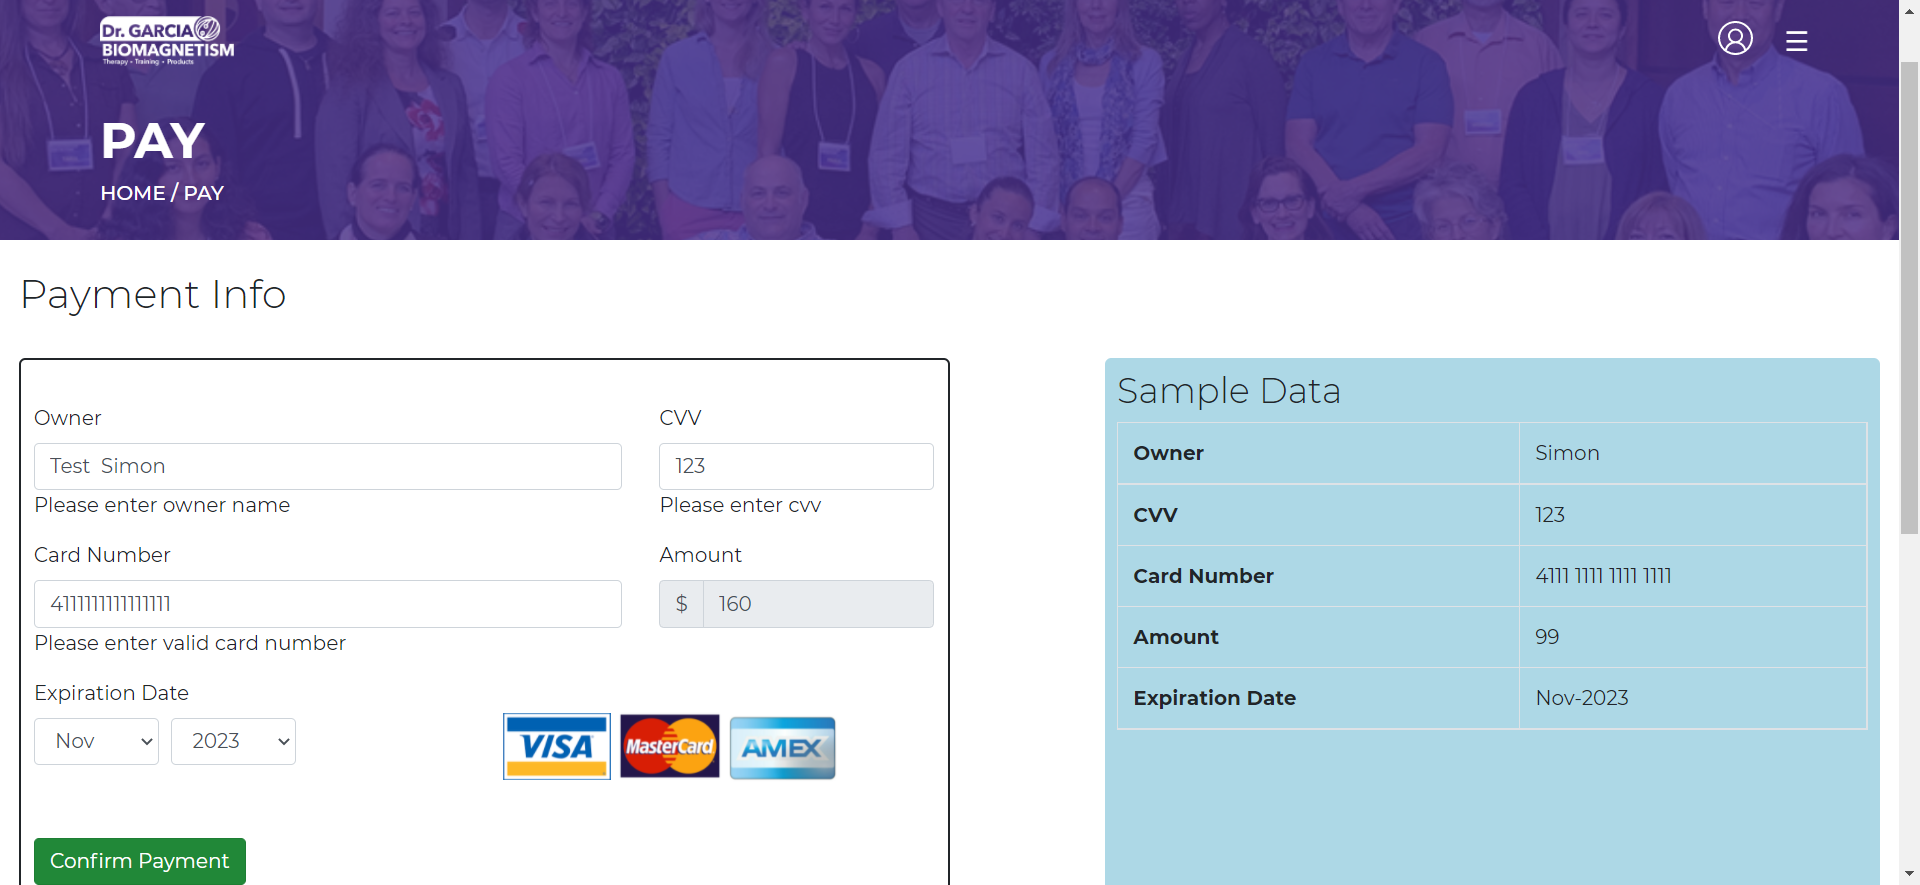 Dr. GARCIA
BIOMAGNETISM
Therapy • Training • Products
PAY
HOME / PAY
Payment Info
Owner
CVV
Test  Simon
123
Please enter owner name
Please enter cvv
Card Number
Amount
4111111111111111
$ 160
Please enter valid card number
Expiration Date
Nov
2023
VISA
MasterCard
AMEX
Confirm Payment
Sample Data
Owner Simon
CVV 123
Card Number 4111 1111 1111 1111
Amount 99
Expiration Date Nov-2023